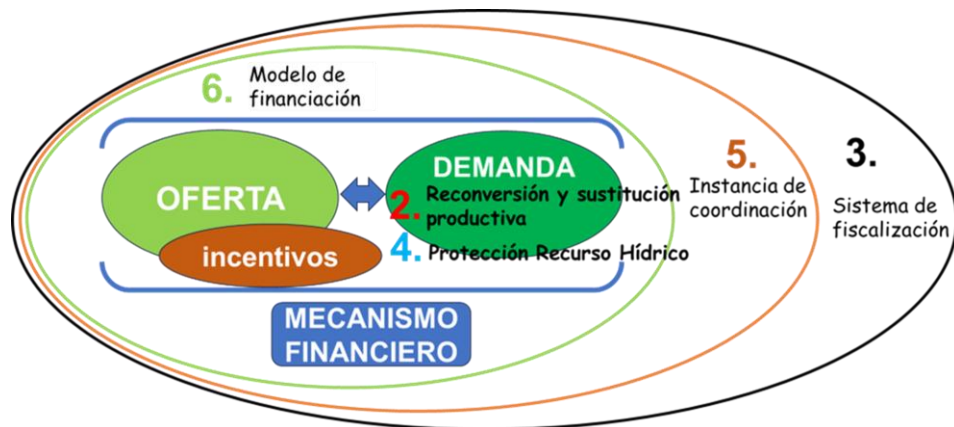 6. Modelo de
financiación
OFERTA
incentivos
DEMANDA
2. Reconversión y sustitución
productiva
4. Protección Recurso Hídrico
MECANISMO
FINANCIERO
5.
Instancia de
coordinación
3.
Sistema de
fiscalización